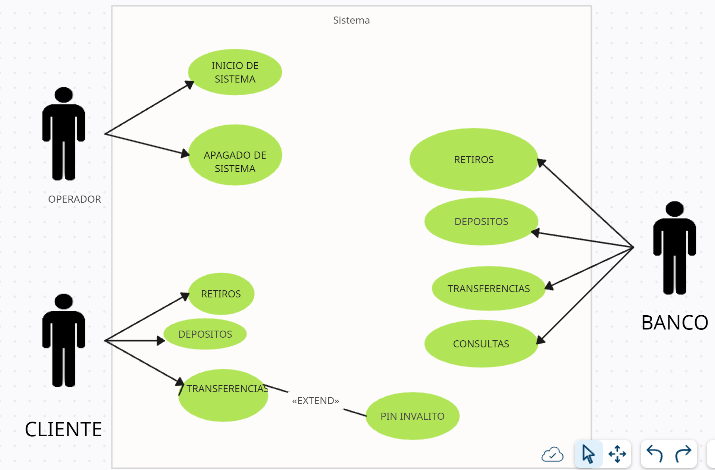 Sistema
INICIO DE
SISTEMA
APAGADO DE
SISTEMA
OPERADOR
RETIROS
DEPOSITOS
TRANSFERENCIAS
«EXTEND»
PIN INVALITO
CLIENTE
RETIROS
DEPOSITOS
TRANSFERENCIAS
CONSULTAS
BANCO